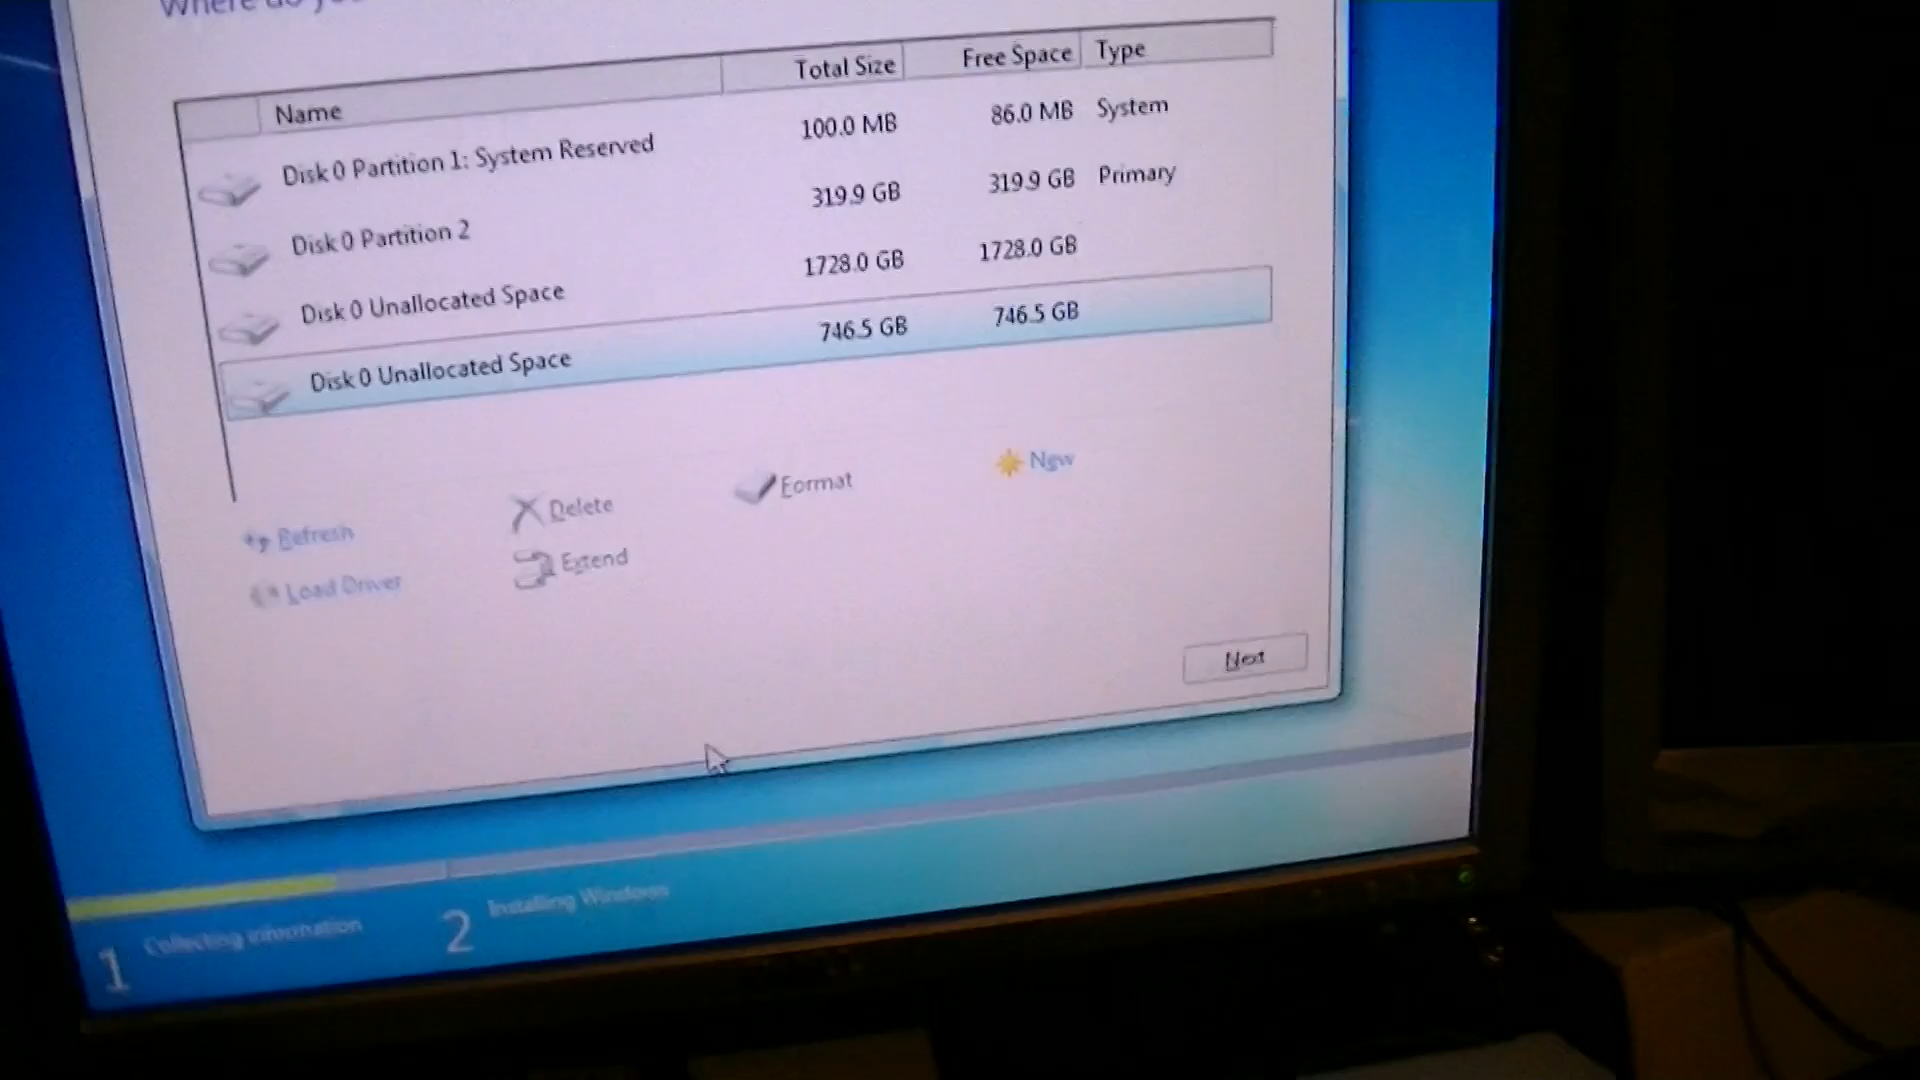 Where do you
Name Total Size Free Space Type
Disk 0 Partition 1: System Reserved 100.0 MB 86.0 MB System
Disk 0 Partition 2 319.9 GB 319.9 GB Primary
Disk 0 Unallocated Space 1728.0 GB 1728.0 GB
Disk 0 Unallocated Space 746.5 GB 746.5 GB
Refresh Delete Format New
Load Driver Extend
Next
1 Collecting information 2 Installing Windows